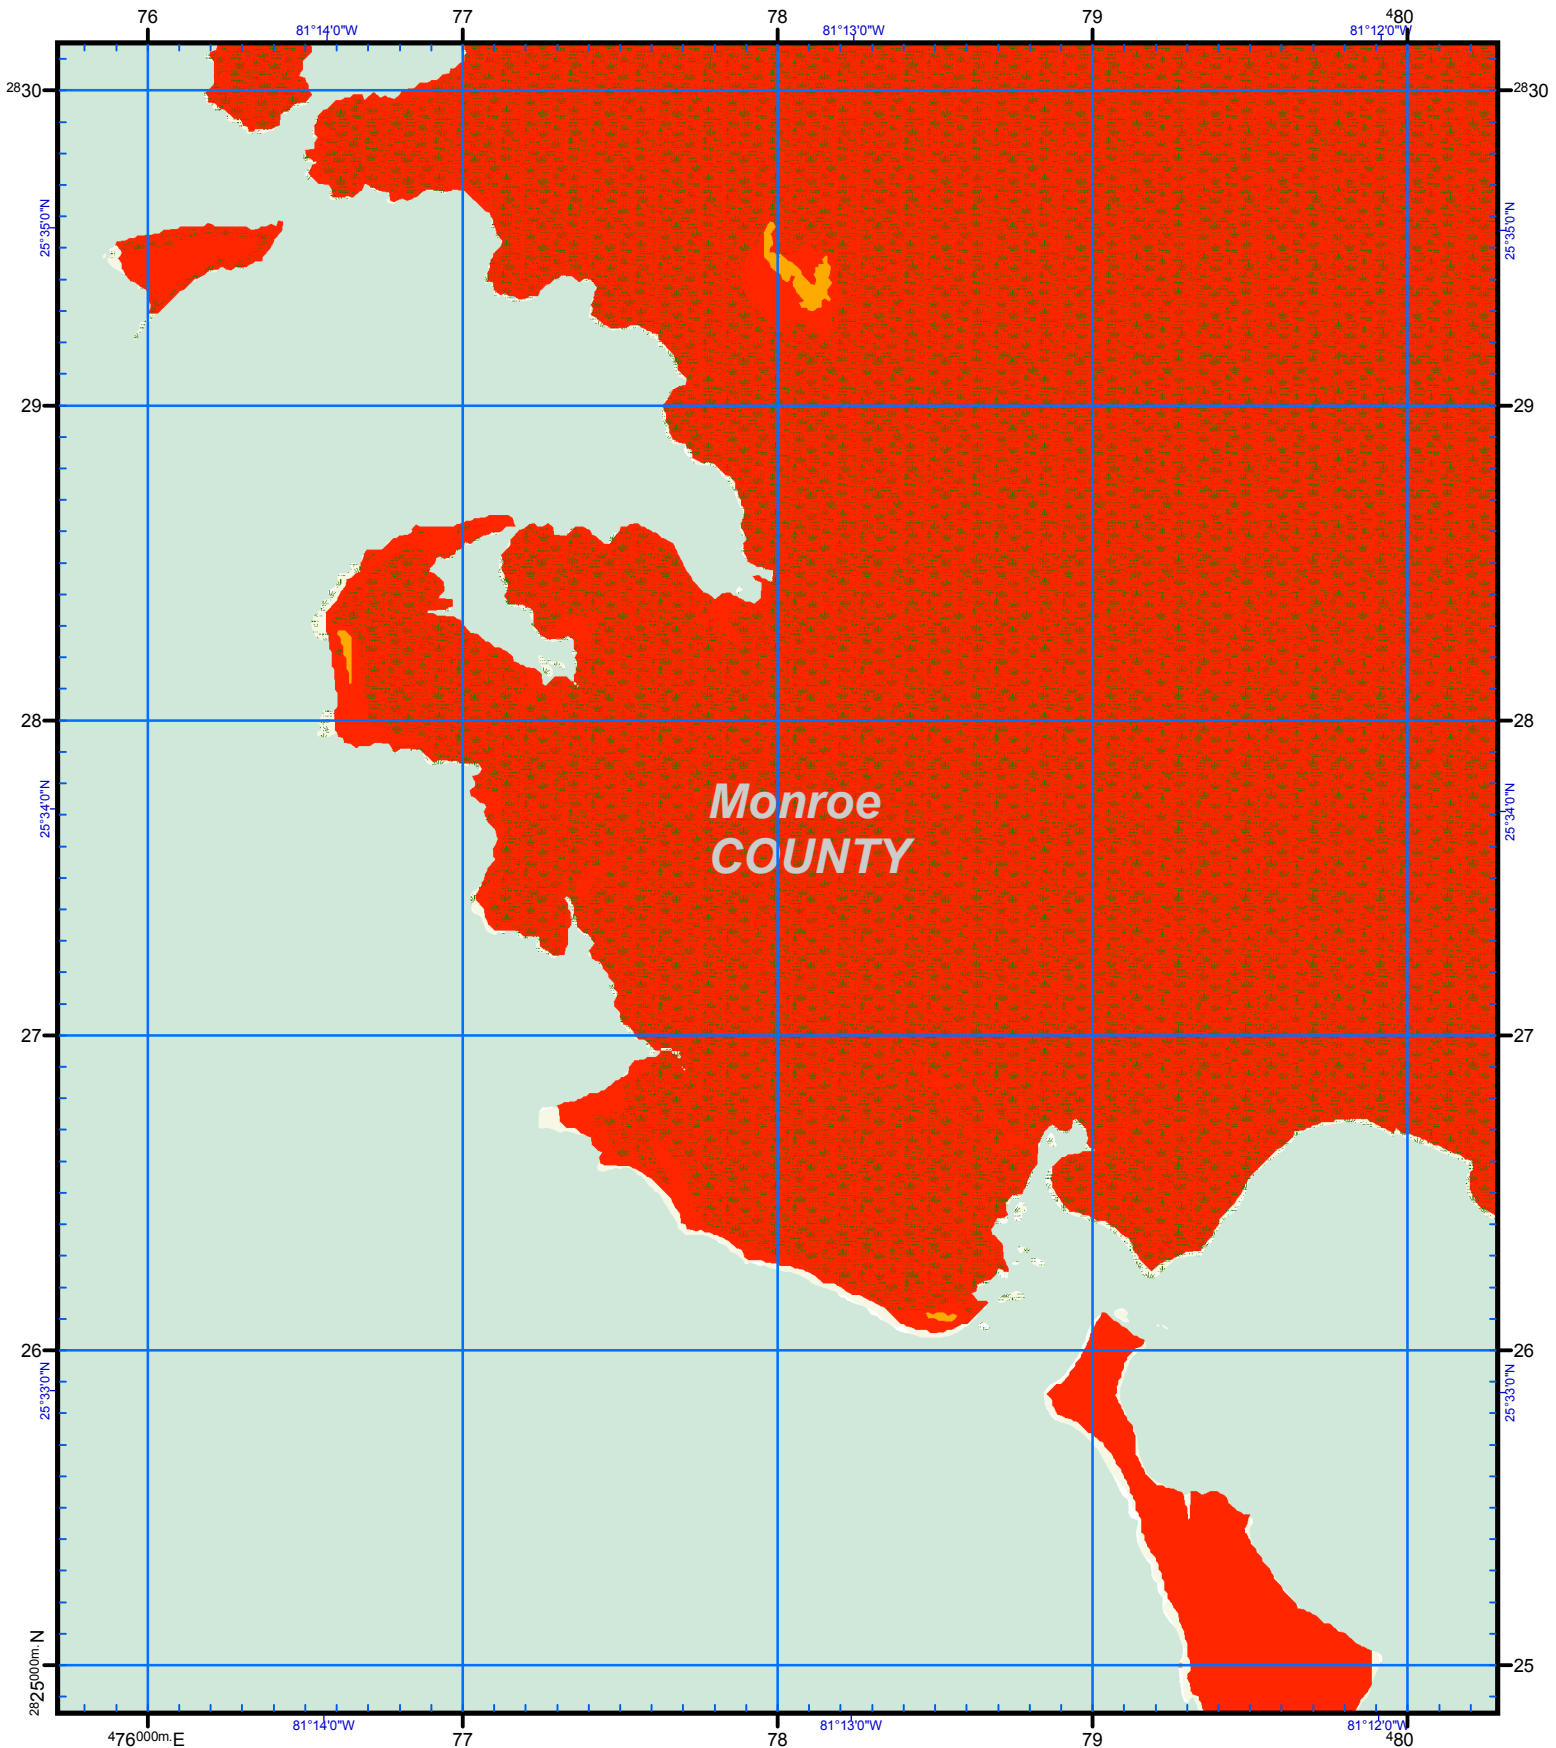 76 77 78 79 ⁴80
81°14'0"W 81°13'0"W 81°12'0"W
²⁸30 ²⁸30
25°35'0"N 25°35'0"N
29 29
28 28
25°34'0"N 25°34'0"N
Monroe
COUNTY
27 27
26 26
25°33'0"N 25°33'0"N
²⁸25⁰⁰⁰ᵐ·N 25
81°14'0"W 81°13'0"W 81°12'0"W
⁴76⁰⁰⁰ᵐ·E 77 78 79 ⁴80